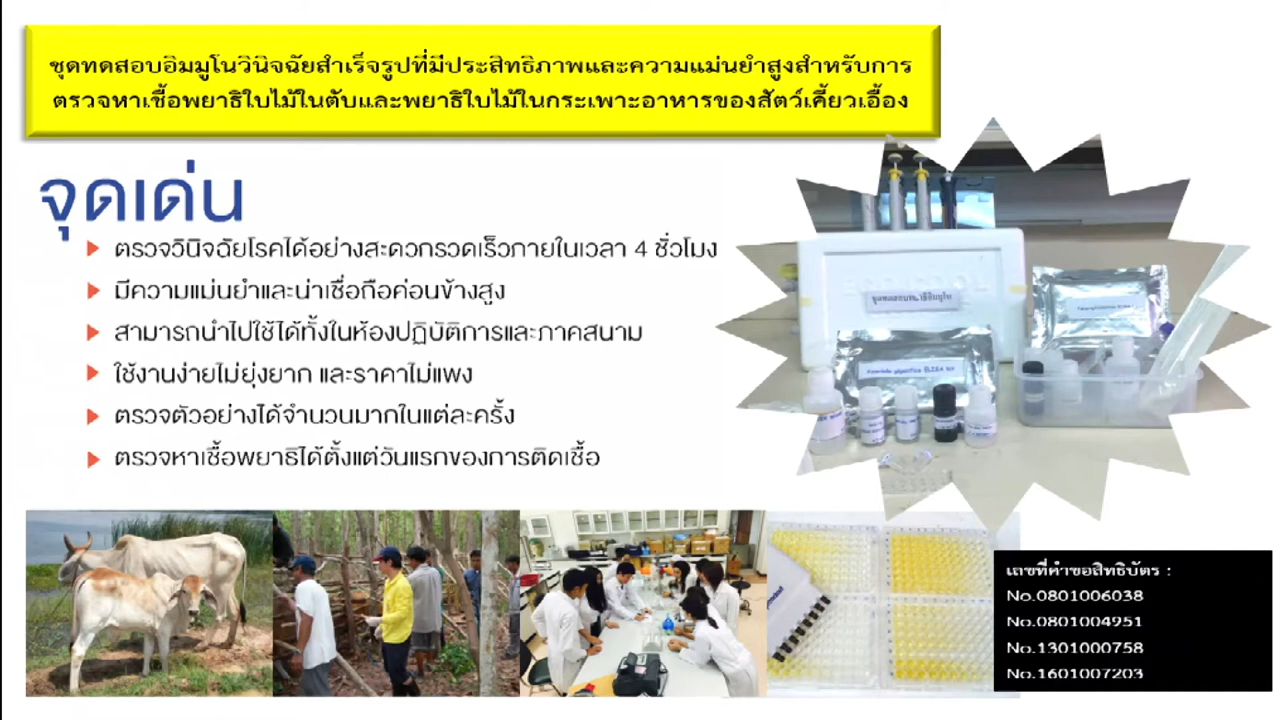 ชุดทดสอบอิมมูโนวินิจฉัยสำเร็จรูปที่มีประสิทธิภาพและความแม่นยำสูงสำหรับการ
ตรวจหาเชื้อพยาธิใบไม้ในตับและพยาธิใบไม้ในกระเพาะอาหารของสัตว์เคี้ยวเอื้อง
จุดเด่น
ตรวจวินิจฉัยโรคได้อย่างสะดวกรวดเร็วภายในเวลา 4 ชั่วโมง
มีความแม่นยำและน่าเชื่อถือค่อนข้างสูง
สามารถนำไปใช้ได้ทั้งในห้องปฏิบัติการและภาคสนาม
ใช้งานง่ายไม่ยุ่งยาก และราคาไม่แพง
ตรวจตัวอย่างได้จำนวนมากในแต่ละครั้ง
ตรวจหาเชื้อพยาธิได้ตั้งแต่วันแรกของการติดเชื้อ
Fasciola gigantica ELISA kit
เลขที่คำขอสิทธิบัตร :
No.0801006038
No.0801004951
No.1301000758
No.1601007203